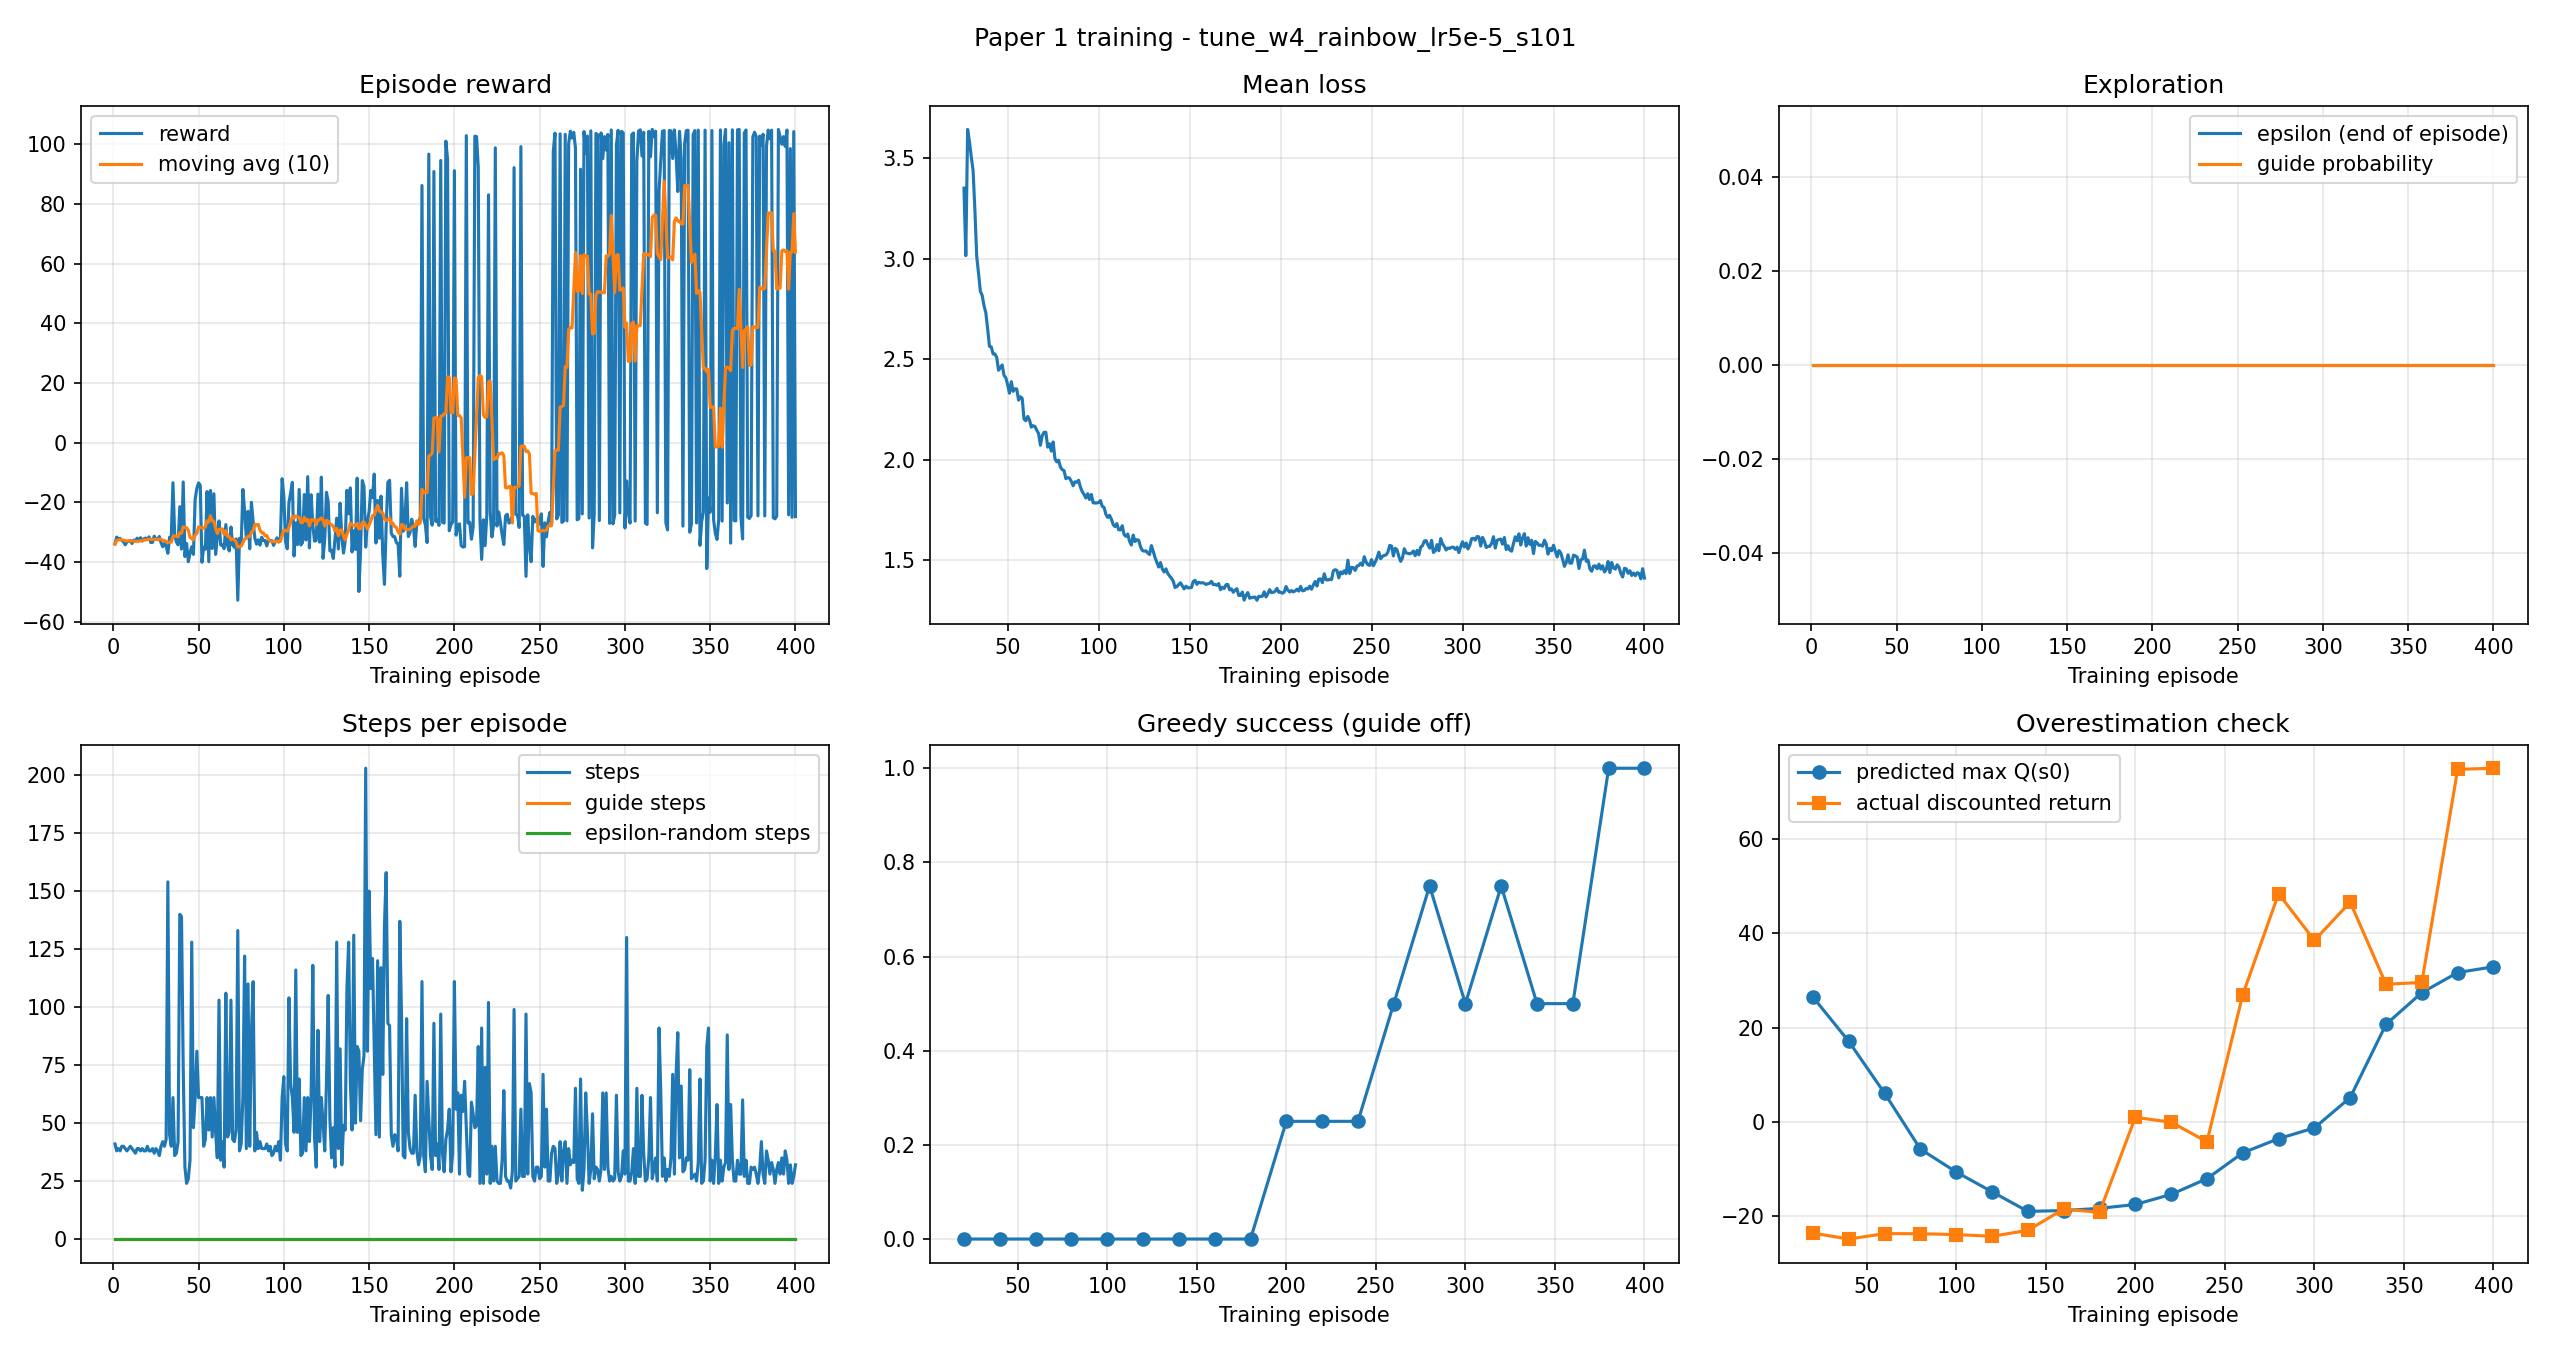 Paper 1 training - tune_w4_rainbow_lr5e-5_s101
Episode reward
reward
moving avg (10)
100
80
60
40
20
0
−20
−40
−60
0 50 100 150 200 250 300 350 400
Training episode
Mean loss
3.5
3.0
2.5
2.0
1.5
50 100 150 200 250 300 350 400
Training episode
Exploration
epsilon (end of episode)
guide probability
0.04
0.02
0.00
−0.02
−0.04
0 50 100 150 200 250 300 350 400
Training episode
Steps per episode
steps
guide steps
epsilon-random steps
200
175
150
125
100
75
50
25
0
0 50 100 150 200 250 300 350 400
Training episode
Greedy success (guide off)
1.0
0.8
0.6
0.4
0.2
0.0
50 100 150 200 250 300 350 400
Training episode
Overestimation check
predicted max Q(s0)
actual discounted return
60
40
20
0
−20
50 100 150 200 250 300 350 400
Training episode